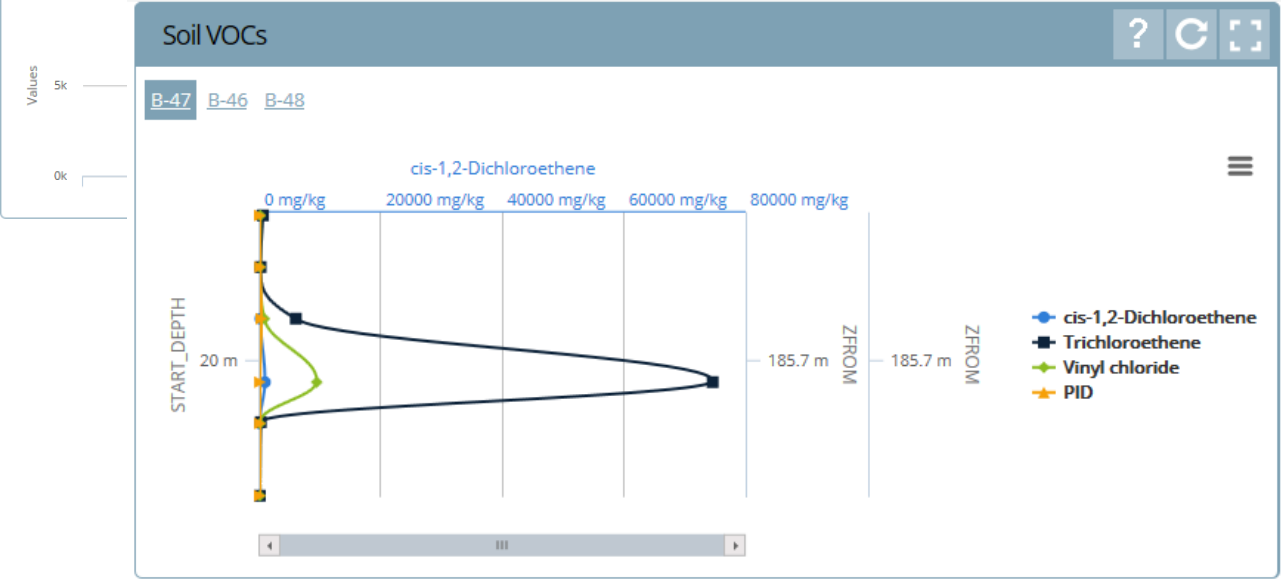 Values
5k
0k
Soil VOCs
?
B-47 B-46 B-48
cis-1,2-Dichloroethene
0 mg/kg 20000 mg/kg 40000 mg/kg 60000 mg/kg 80000 mg/kg
START_DEPTH
20 m
185.7 m
ZFROM
185.7 m
ZFROM
cis-1,2-Dichloroethene
Trichloroethene
Vinyl chloride
PID